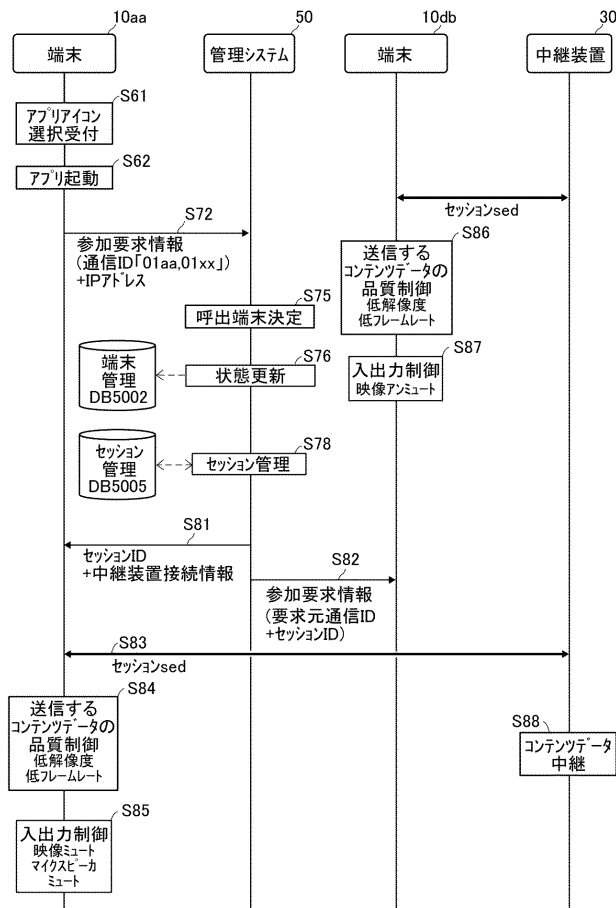 10aa
50
10db
30
端末
管理システム
端末
中継装置
S61
アプリアイコン
選択受付
S62
アプリ起動
セッションsed
S72
参加要求情報
(通信ID「01aa,01xx」)
+IPアドレス
S86
送信する
コンテンツデータの
品質制御
低解像度
低フレームレート
S75
呼出端末決定
S76
状態更新
端末
管理
DB5002
S87
入出力制御
映像アンミュート
S78
セッション管理
セッション
管理
DB5005
S81
セッションID
+中継装置接続情報
S82
参加要求情報
(要求元通信ID
+セッションID)
S83
セッションsed
S84
送信する
コンテンツデータの
品質制御
低解像度
低フレームレート
S88
コンテンツデータ
中継
S85
入出力制御
映像ミュート
マイクスピーカ
ミュート